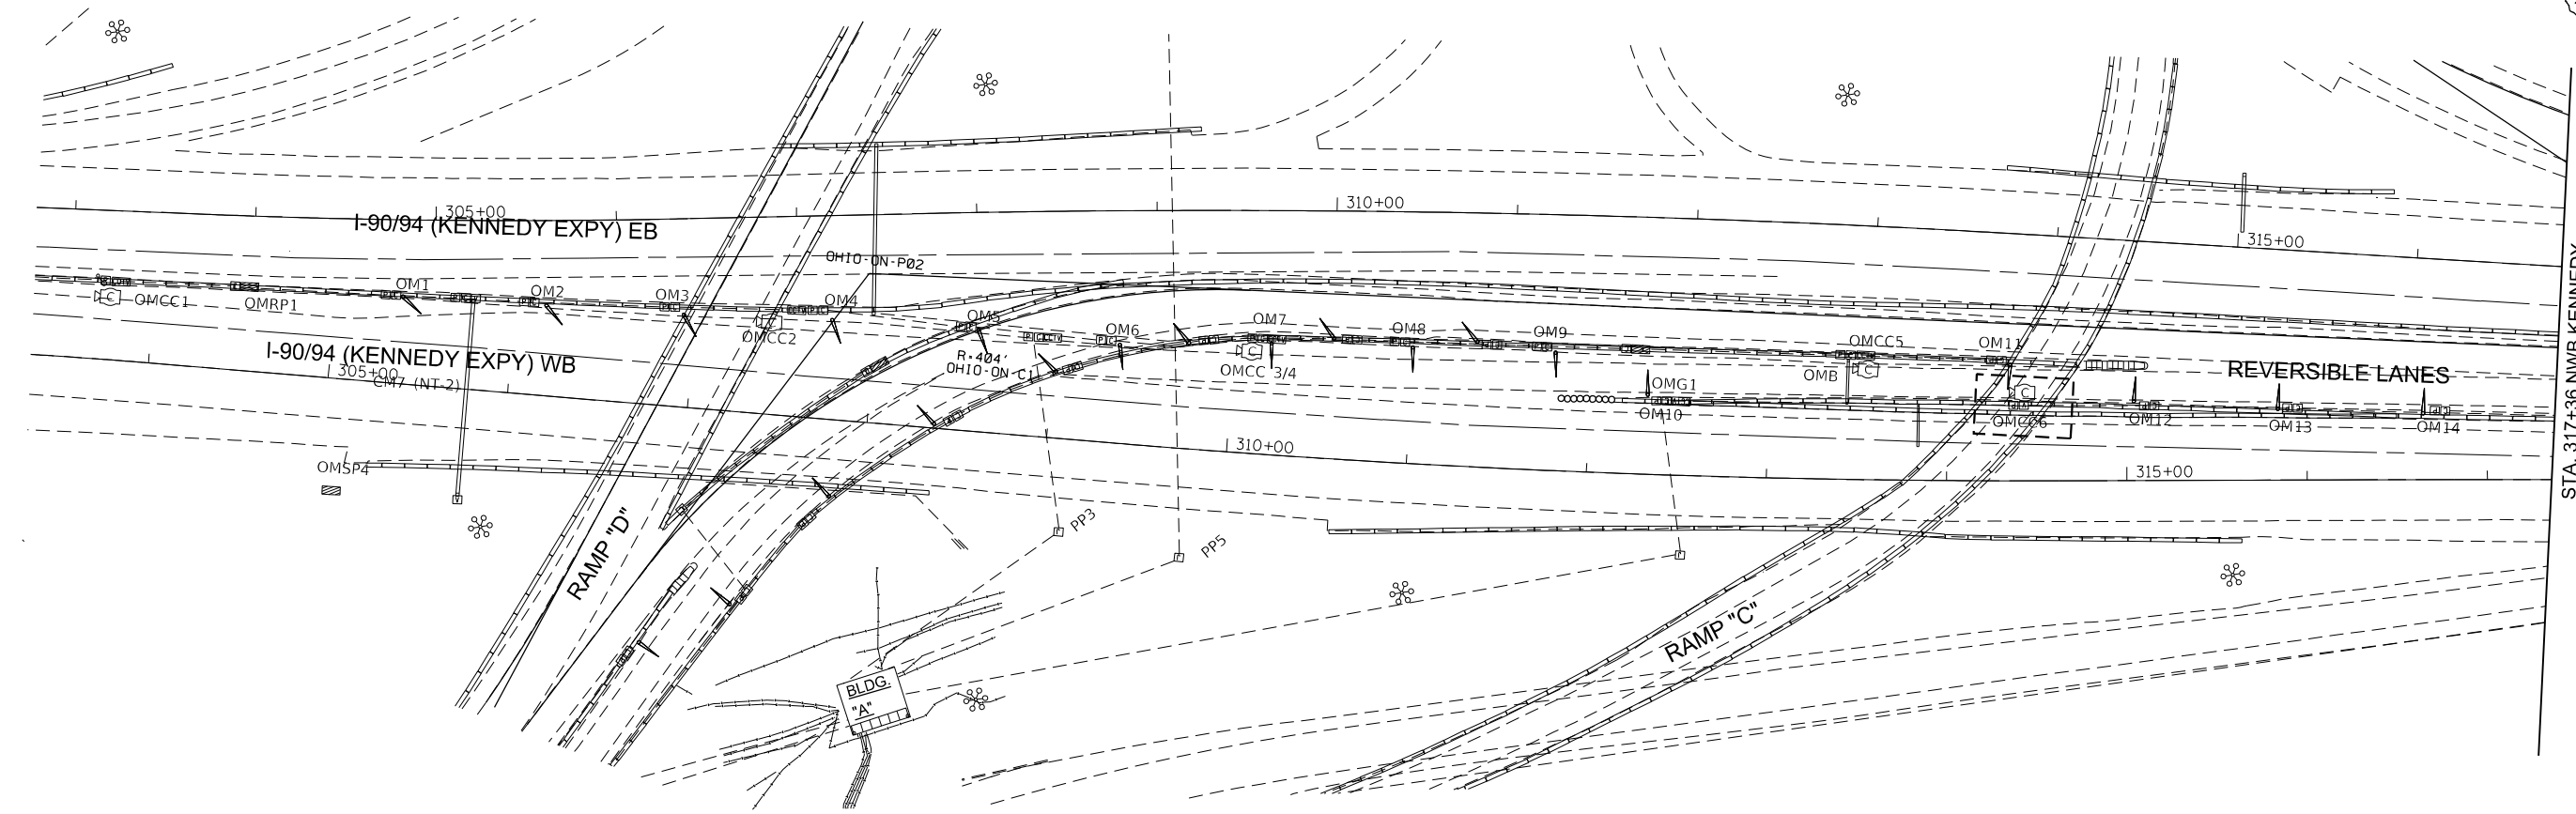 305+00
I-90/94 (KENNEDY EXPY) EB
310+00
315+00
OHIO-ON-P02
OMCC1
OMRP1
OM1
OM2
OM3
OM4
OMCC2
OM5
R-404'
OHIO-ON-C1
OM6
OM7
OMCC 3/4
OM8
OM9
OMCC5
OMB
OM11
OMG1
OM10
OMCC6
OM12
OM13
OM14
REVERSIBLE LANES
I-90/94 (KENNEDY EXPY) WB
305+00
CM7 (NT-2)
310+00
315+00
OMSP4
PP3
PP5
RAMP "D"
RAMP "C"
BLDG.
"A"
STA. 317+36 NWB KENNEDY
C
C
C
C
C